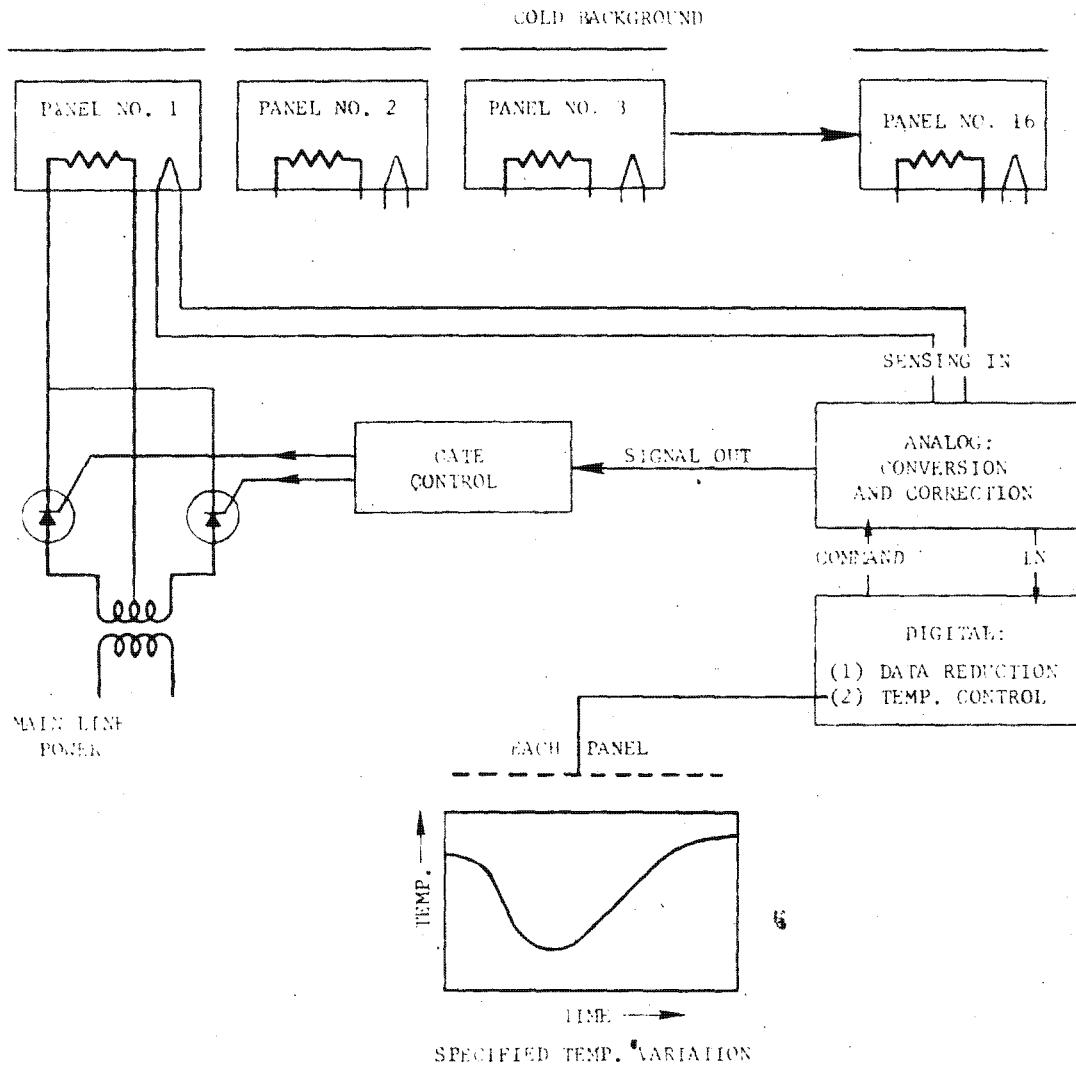 COLD BACKGROUND
PANEL NO. 1
PANEL NO. 2
PANEL NO. 3
PANEL NO. 16
SENSING IN
GATE
CONTROL
SIGNAL OUT
ANALOG:
CONVERSION
AND CORRECTION
COMMAND
IN
DIGITAL:
(1) DATA REDUCTION
(2) TEMP. CONTROL
MAIN LINE
POWER
EACH PANEL
TEMP.
TIME
SPECIFIED TEMP. VARIATION